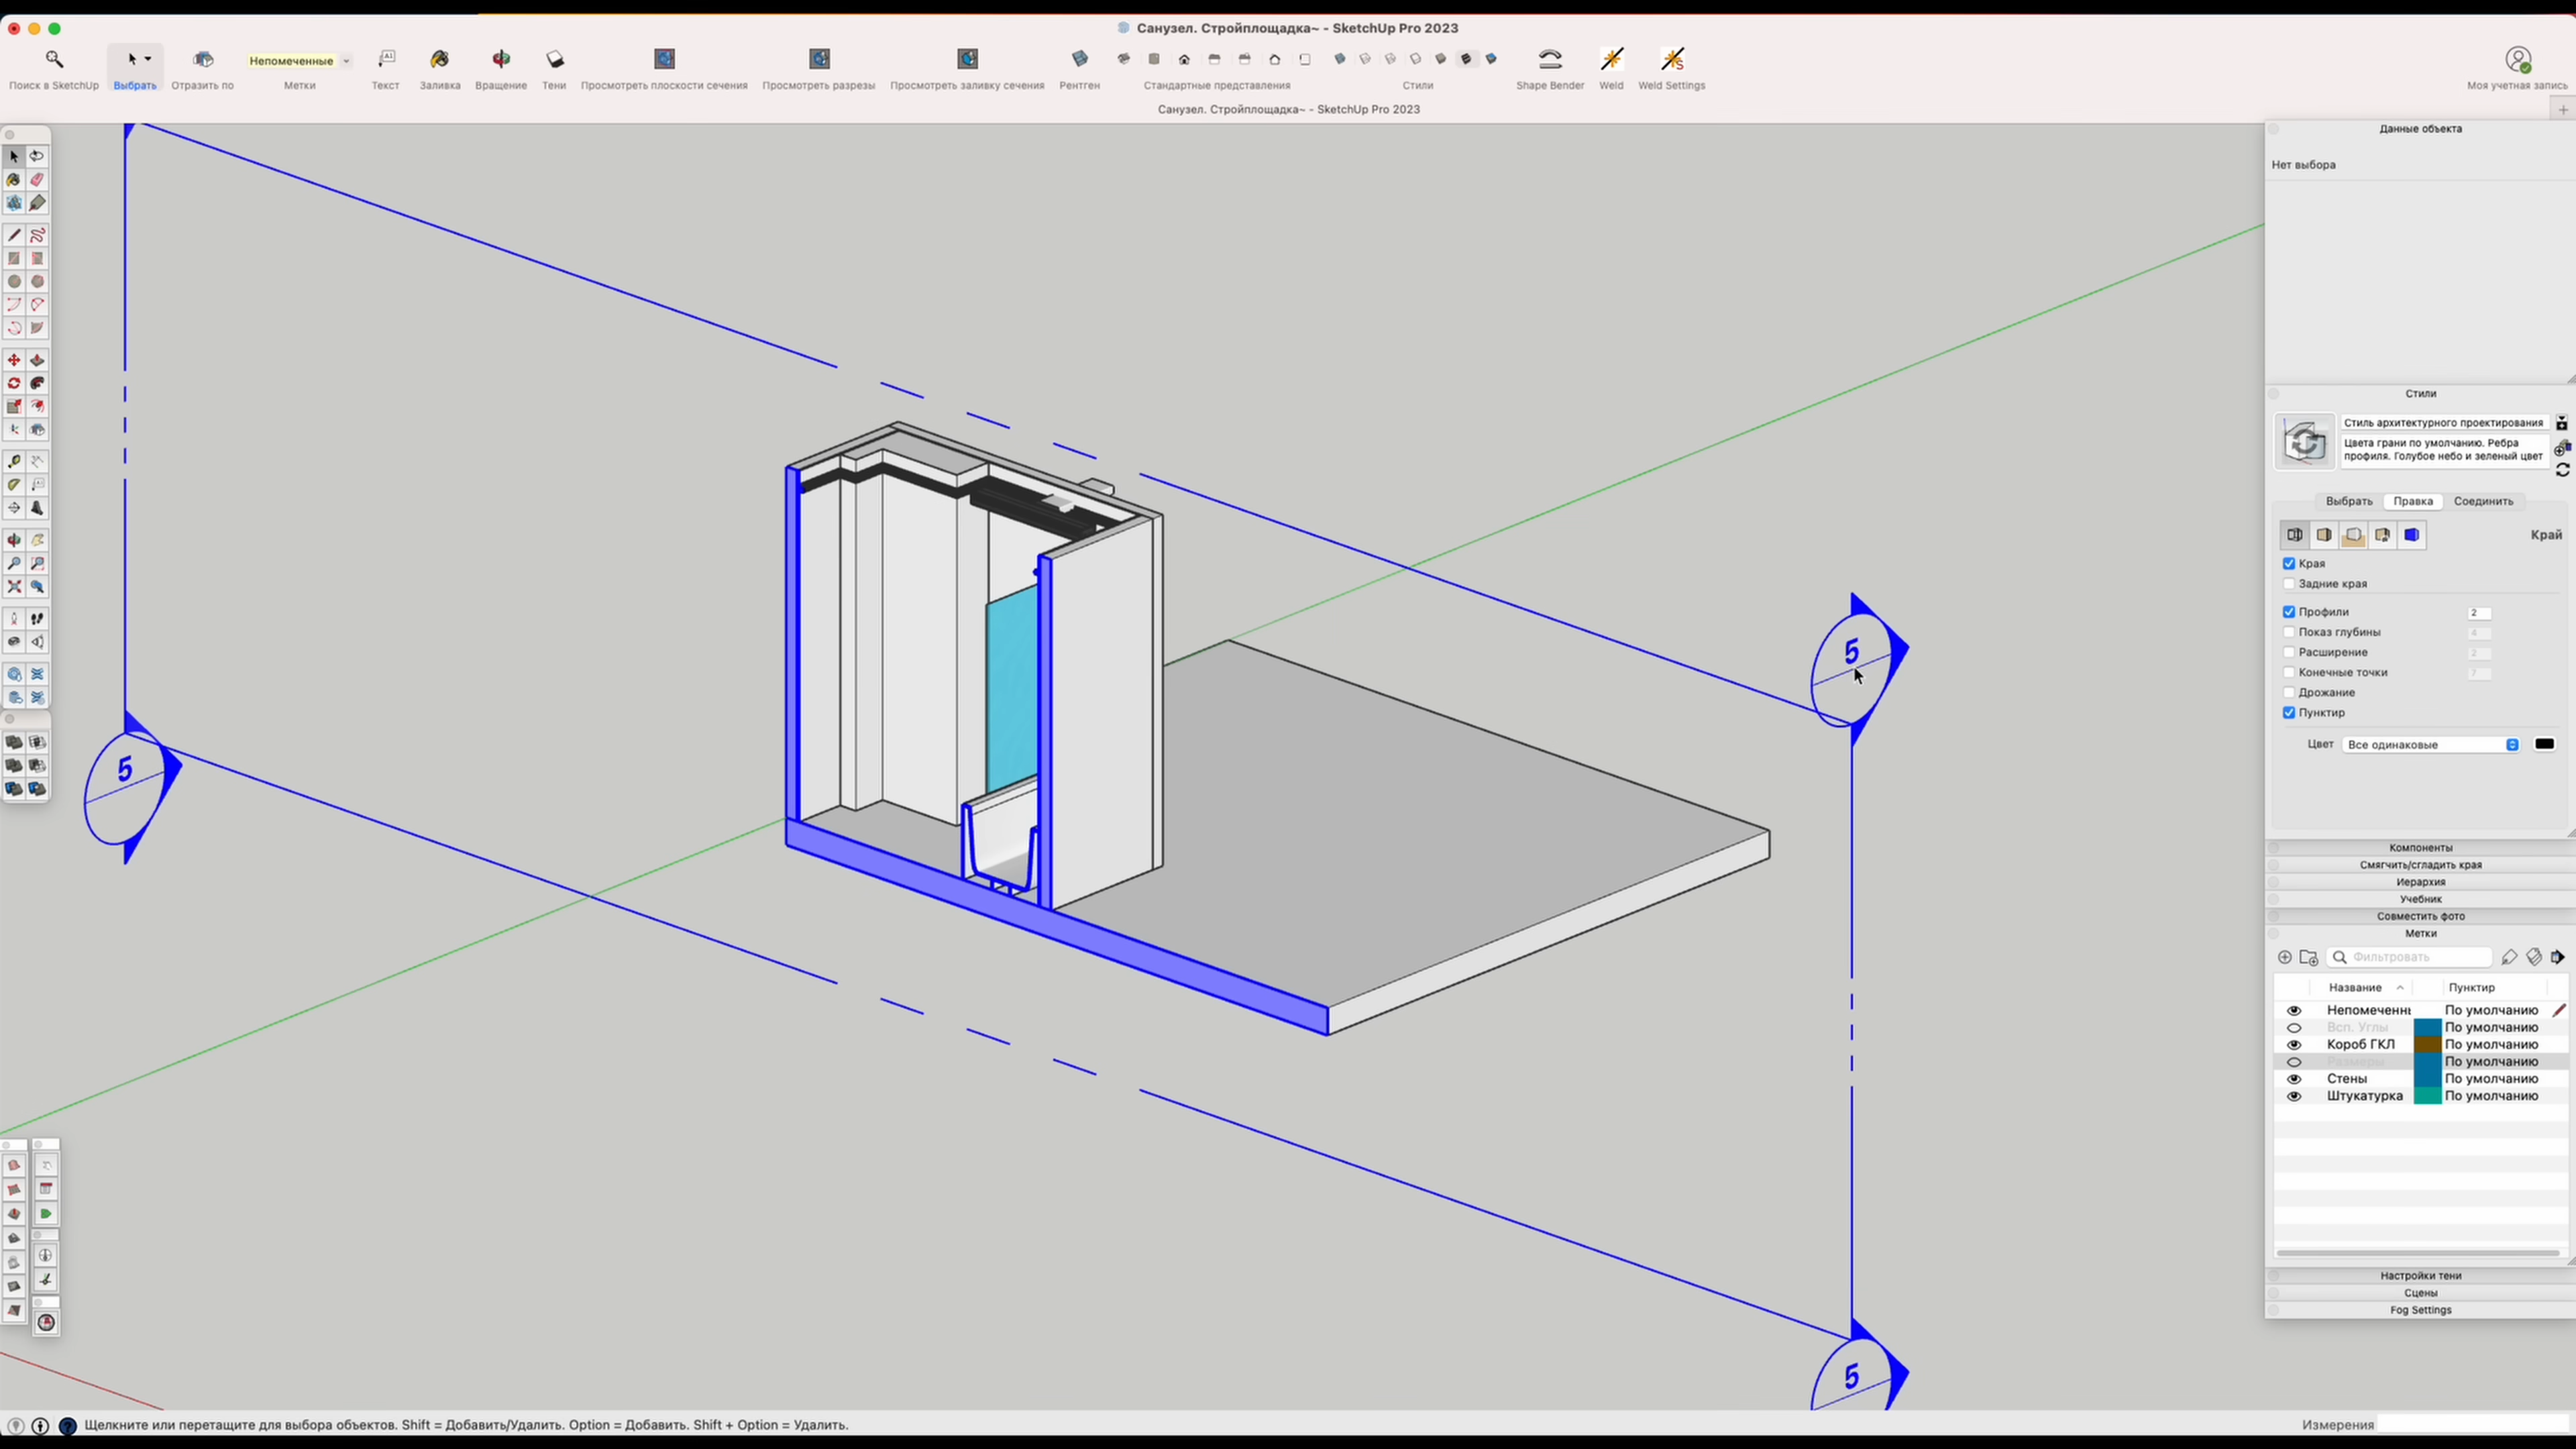 Санузел. Стройплощадка~ - SketchUp Pro 2023
Поиск в SketchUp
Выбрать
Отразить по
Непомеченные
Метки
Текст
Заливка
Вращение
Тени
Просмотреть плоскости сечения
Просмотреть разрезы
Просмотреть заливку сечения
Рентген
Стандартные представления
Стили
Shape Bender
Weld
Weld Settings
Моя учетная запись
Санузел. Стройплощадка~ - SketchUp Pro 2023
Данные объекта
Нет выбора
Стили
Стиль архитектурного проектирования
Цвета грани по умолчанию. Ребра
профиля. Голубое небо и зеленый цвет
Выбрать
Правка
Соединить
Край
Края
Задние края
Профили 2
Показ глубины 4
Расширение 2
Конечные точки 7
Дрожание
Пунктир
Цвет Все одинаковые
Компоненты
Смягчить/сгладить края
Иерархия
Учебник
Совместить фото
Метки
Фильтровать
Название Пунктир
Непомеченны По умолчанию
Всп. Углы По умолчанию
Короб ГКЛ По умолчанию
Размеры По умолчанию
Стены По умолчанию
Штукатурка По умолчанию
Настройки тени
Сцены
Fog Settings
5
5
5
Щелкните или перетащите для выбора объектов. Shift = Добавить/Удалить. Option = Добавить. Shift + Option = Удалить.
Измерения